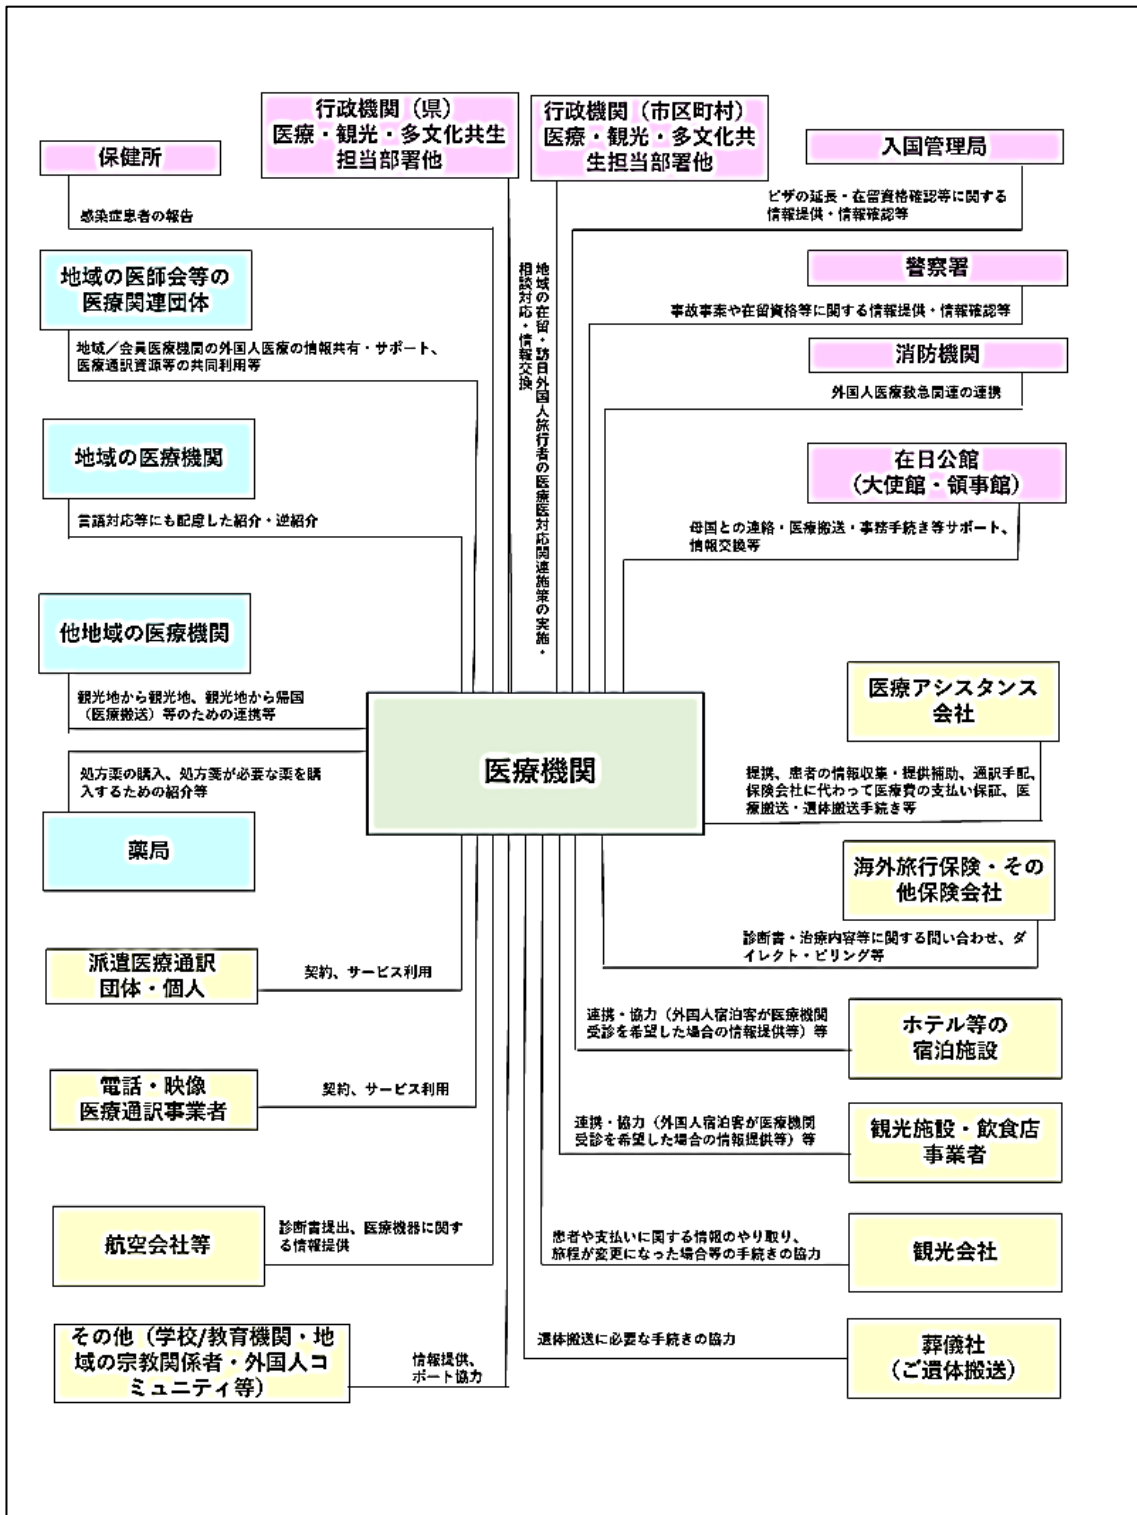 行政機関（県）
医療・観光・多文化共生
担当部署他
行政機関（市区町村）
医療・観光・多文化共
生担当部署他
保健所
感染症患者の報告
入国管理局
ビザの延長・在留資格確認等に関する
情報提供・情報確認等
地域の医師会等の
医療関連団体
地域／会員医療機関の外国人医療の情報共有・サポート、
医療通訳資源等の共同利用等
地域の在留・訪日外国人旅行者の医療医対応関連施策の実施・
相談対応・情報交換
警察署
事故事案や在留資格等に関する情報提供・情報確認等
消防機関
外国人医療救急関連の連携
地域の医療機関
言語対応等にも配慮した紹介・逆紹介
在日公館
（大使館・領事館）
母国との連絡・医療搬送・事務手続き等サポート、
情報交換等
他地域の医療機関
観光地から観光地、観光地から帰国
（医療搬送）等のための連携等
医療機関
医療アシスタンス
会社
提携、患者の情報収集・提供補助、通訳手配、
保険会社に代わって医療費の支払い保証、医
療搬送・遺体搬送手続き等
処方薬の購入、処方薬が必要な薬を購
入するための紹介等
薬局
海外旅行保険・その
他保険会社
診断書・治療内容等に関する問い合わせ、ダ
イレクト・ビリング等
派遣医療通訳
団体・個人
契約、サービス利用
連携・協力（外国人宿泊客が医療機関
受診を希望した場合の情報提供等）等
ホテル等の
宿泊施設
電話・映像
医療通訳事業者
契約、サービス利用
連携・協力（外国人宿泊客が医療機関
受診を希望した場合の情報提供等）等
観光施設・飲食店
事業者
航空会社等
診断書提出、医療機器に関す
る情報提供
患者や支払いに関する情報のやり取り、
旅程が変更になった場合等の手続きの協力
観光会社
その他（学校/教育機関・地
域の宗教関係者・外国人コ
ミュニティ等）
情報提供、
ポート協力
遺体搬送に必要な手続きの協力
葬儀社
（ご遺体搬送）